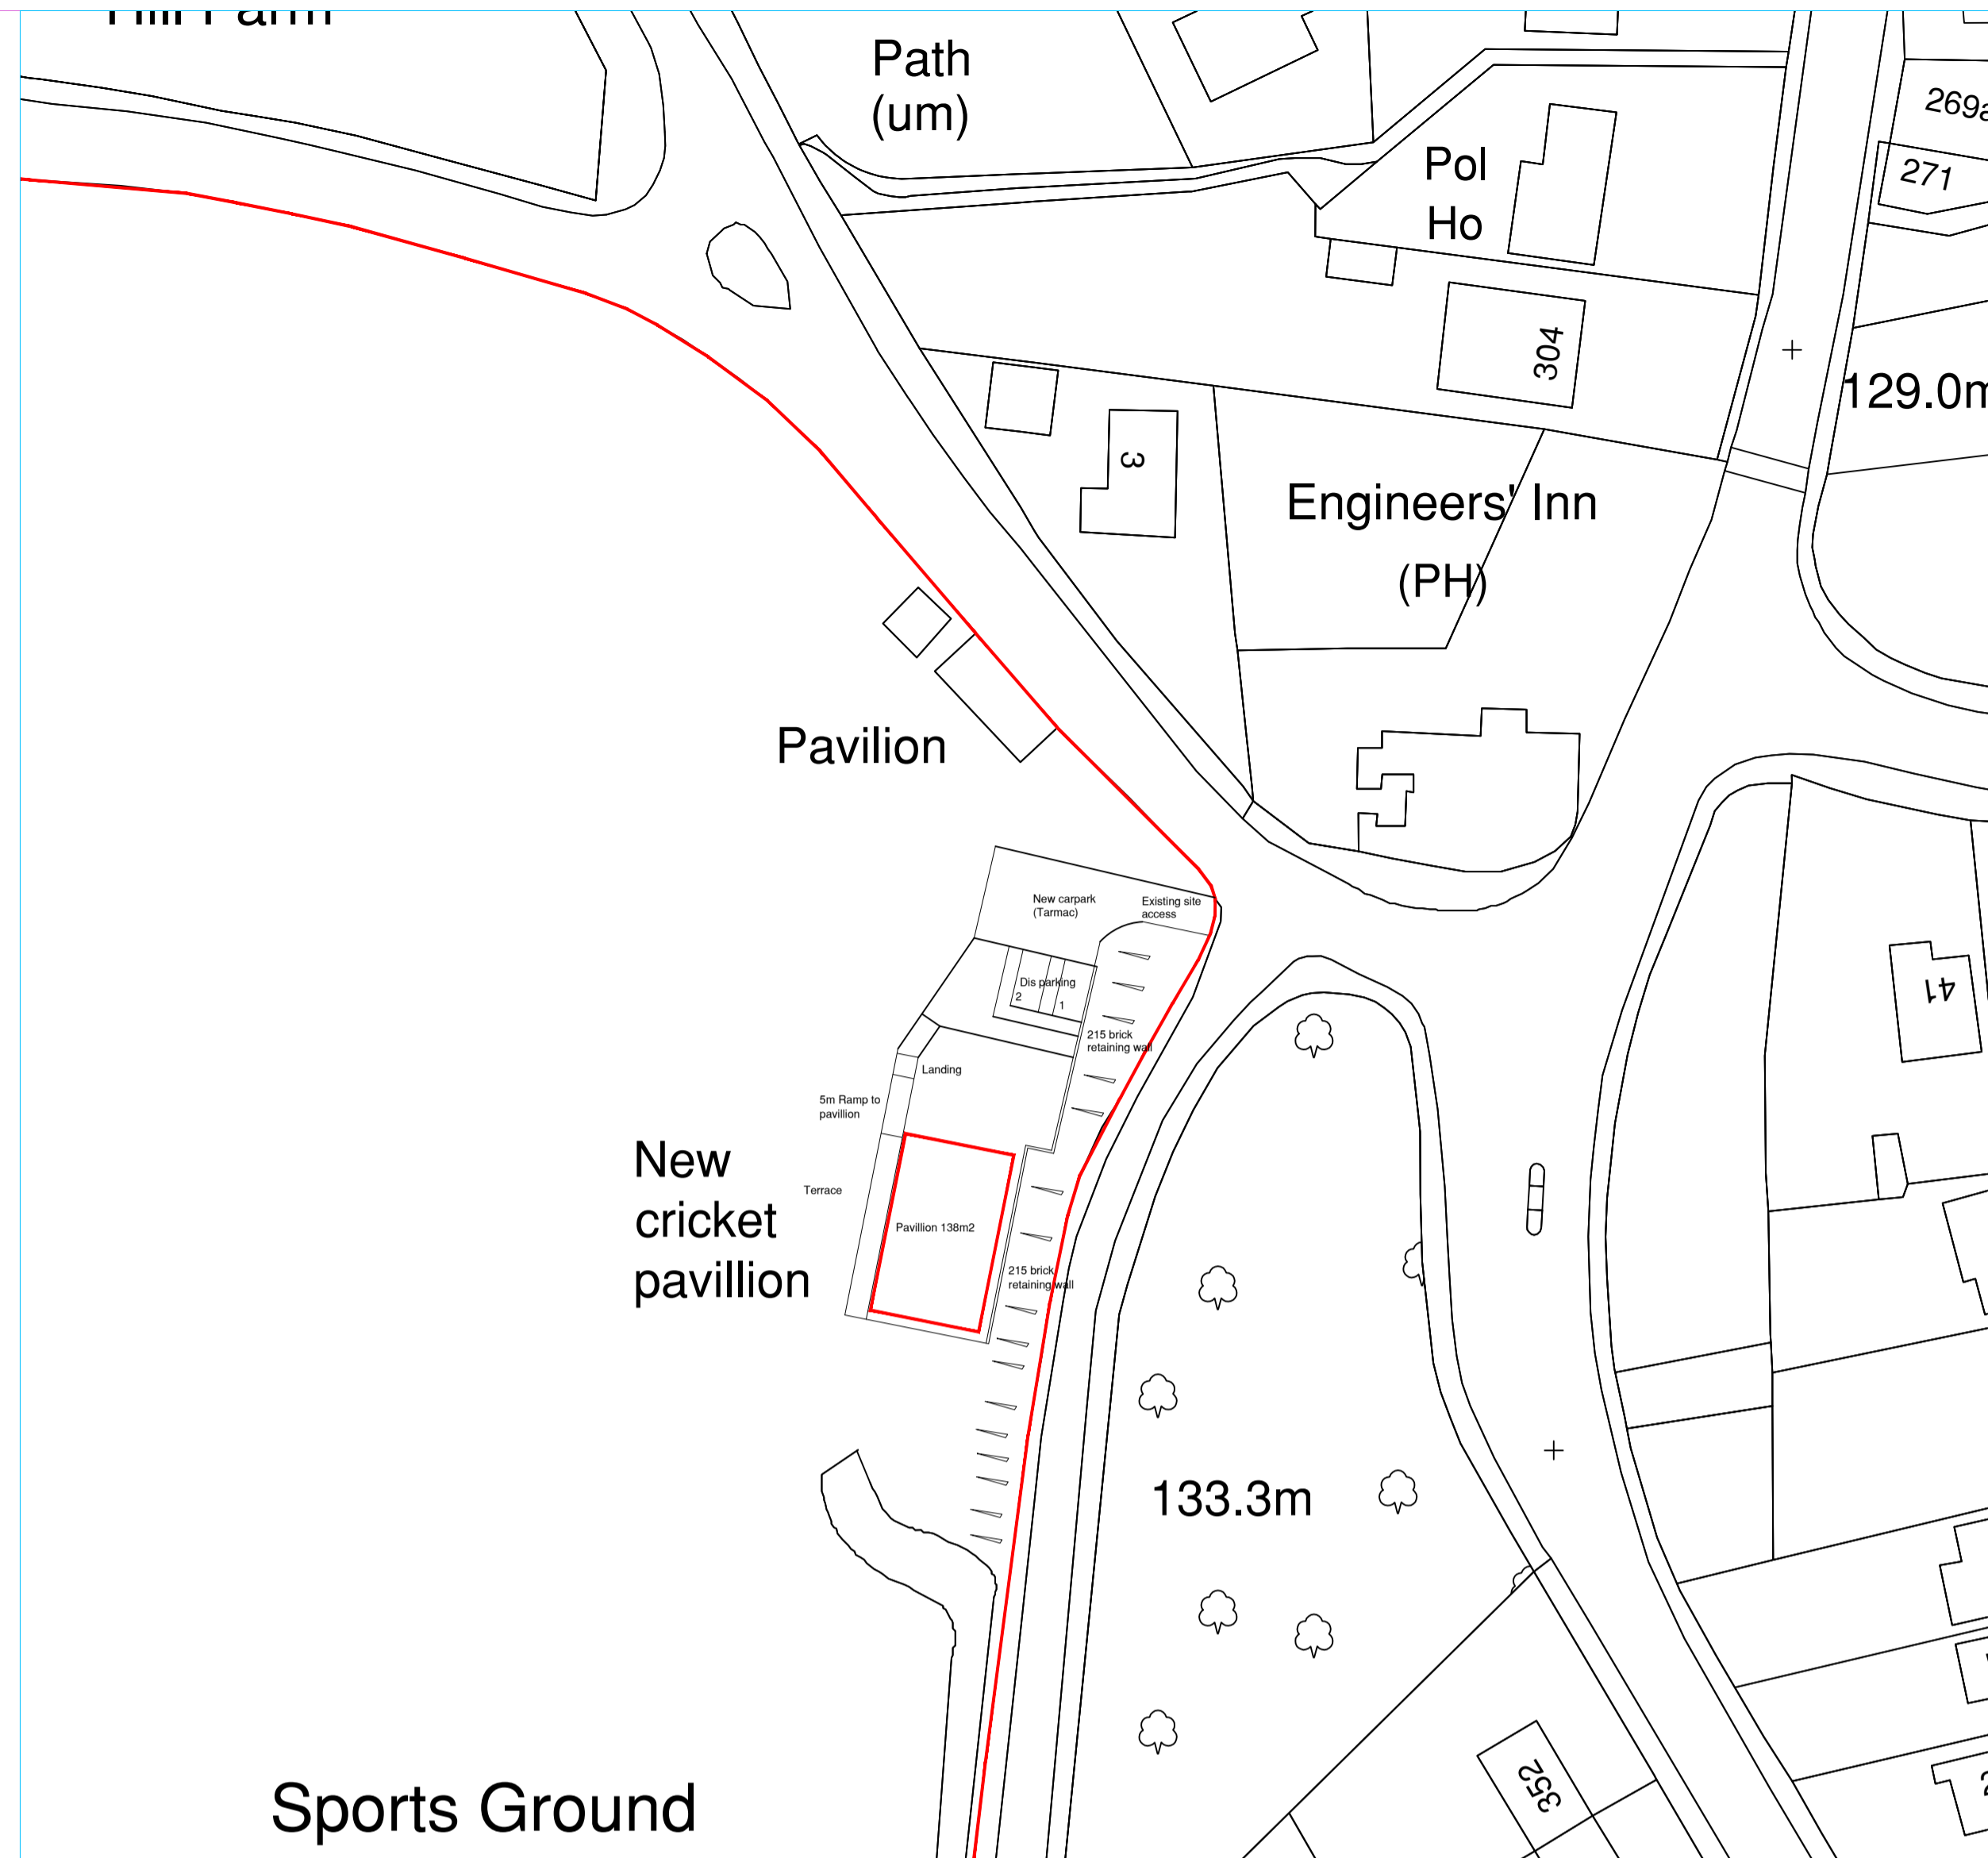 Hill Farm
Path
(um)
Pol
Ho
269a
271
304
129.0m
3
Engineers' Inn
(PH)
Pavilion
New carpark
(Tarmac)
Existing site
access
Dis parking
2
1
215 brick
retaining wall
Landing
5m Ramp to
pavillion
41
New
cricket
pavillion
Terrace
Pavillion 138m2
215 brick
retaining wall
133.3m
352
Sports Ground